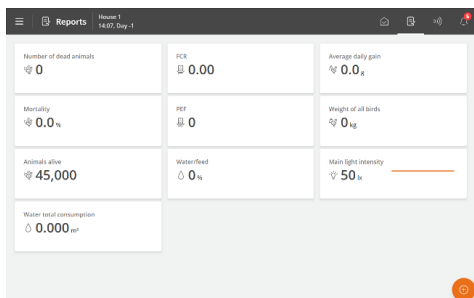 Reports
House 1
14:07, Day -1
Number of dead animals
0
FCR
0.00
Average daily gain
0.0 g
Mortality
0.0 %
PEF
0
Weight of all birds
0 kg
Animals alive
45,000
Water/feed
0 %
Main light intensity
50 lx
Water total consumption
0.000 m³